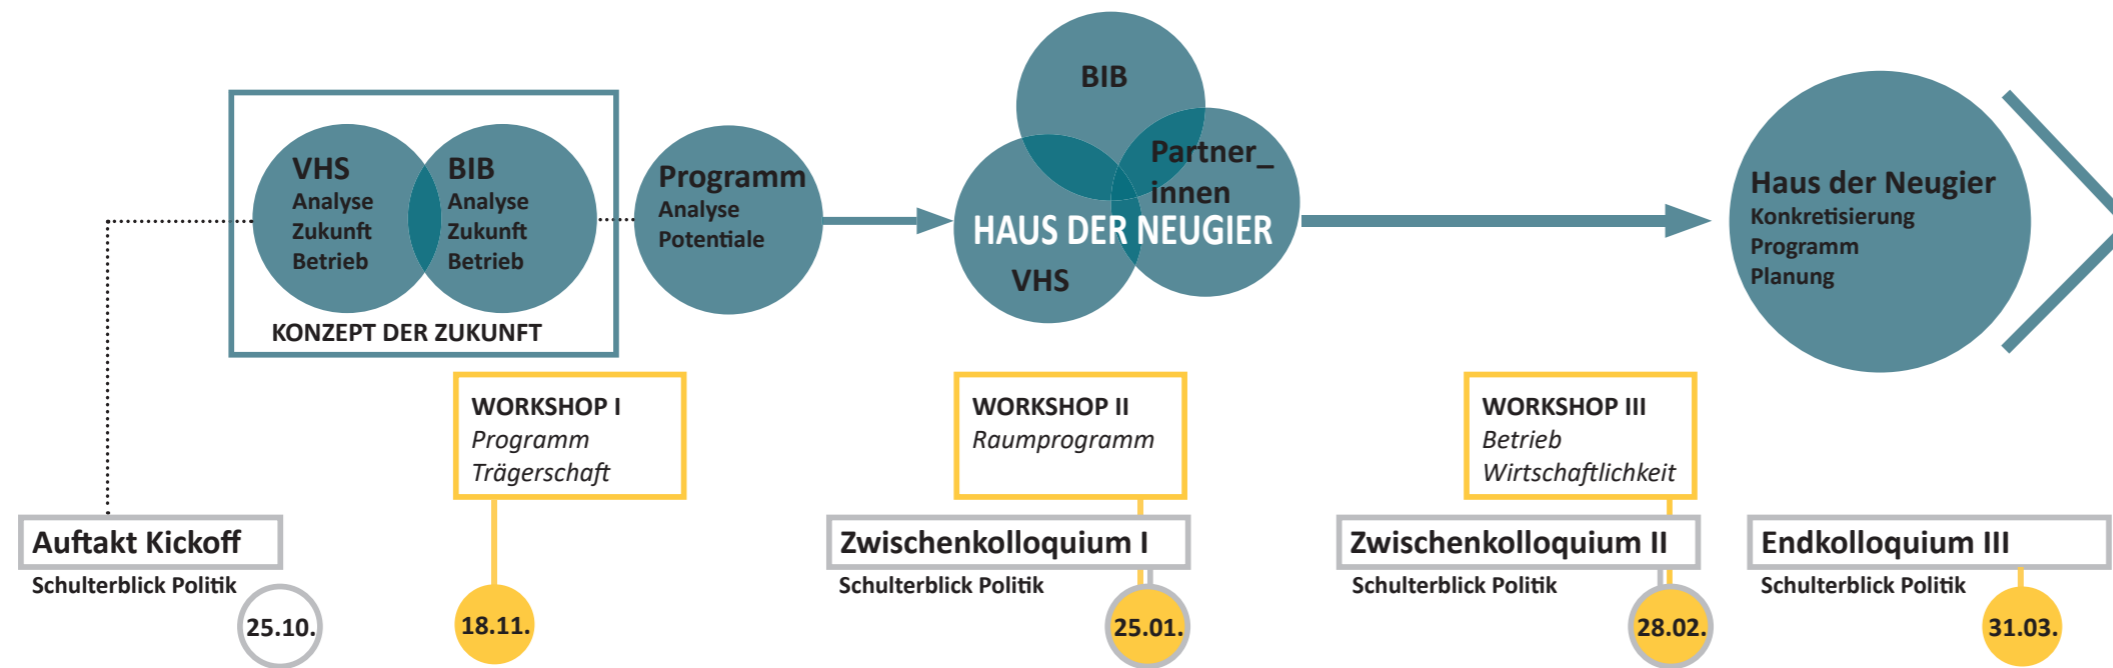 VHS
Analyse
Zukunft
Betrieb
BIB
Analyse
Zukunft
Betrieb
KONZEPT DER ZUKUNFT
Programm
Analyse
Potentiale
BIB
Partner_
innen
HAUS DER NEUGIER
VHS
Haus der Neugier
Konkretisierung
Programm
Planung
WORKSHOP I
Programm
Trägerschaft
WORKSHOP II
Raumprogramm
WORKSHOP III
Betrieb
Wirtschaftlichkeit
Auftakt Kickoff
Schulterblick Politik
25.10.
18.11.
Zwischenkolloquium I
Schulterblick Politik
25.01.
Zwischenkolloquium II
Schulterblick Politik
28.02.
Endkolloquium III
Schulterblick Politik
31.03.